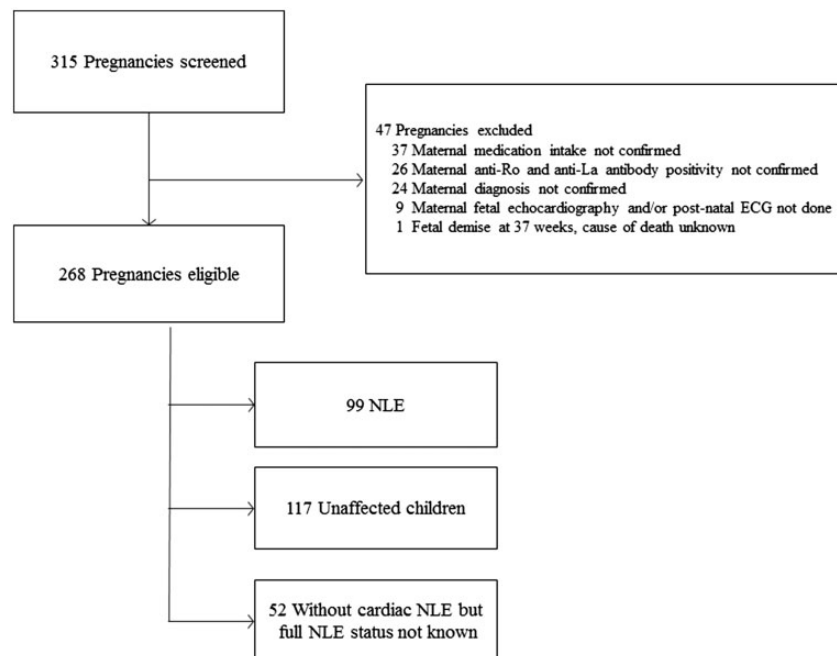 315 Pregnancies screened
47 Pregnancies excluded
37 Maternal medication intake not confirmed
26 Maternal anti-Ro and anti-La antibody positivity not confirmed
24 Maternal diagnosis not confirmed
9 Maternal fetal echocardiography and/or post-natal ECG not done
1 Fetal demise at 37 weeks, cause of death unknown
268 Pregnancies eligible
99 NLE
117 Unaffected children
52 Without cardiac NLE but
full NLE status not known